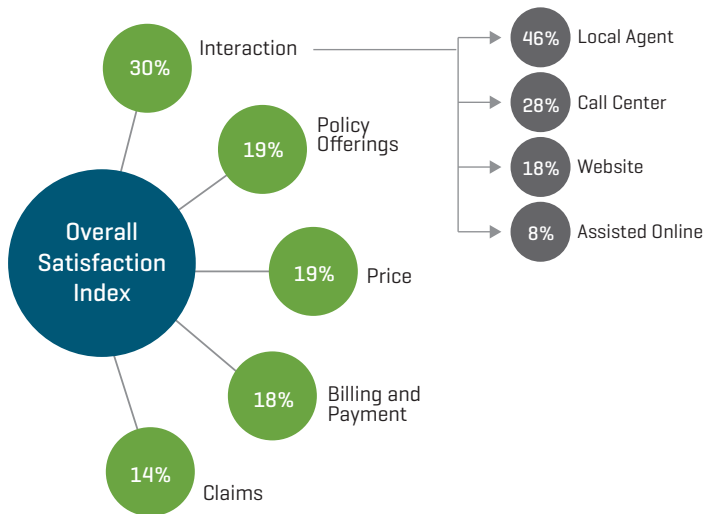 Overall
Satisfaction
Index
30%
Interaction
46%
Local Agent
28%
Call Center
18%
Website
8%
Assisted Online
19%
Policy
Offerings
19%
Price
18%
Billing and
Payment
14%
Claims